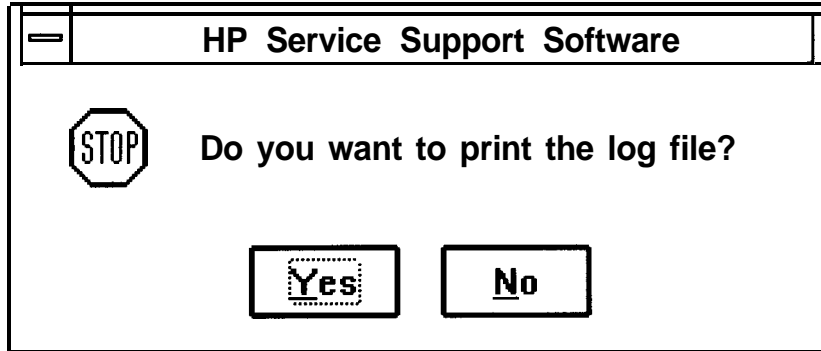 HP Service Support Software
STOP
Do you want to print the log file?
Yes
No